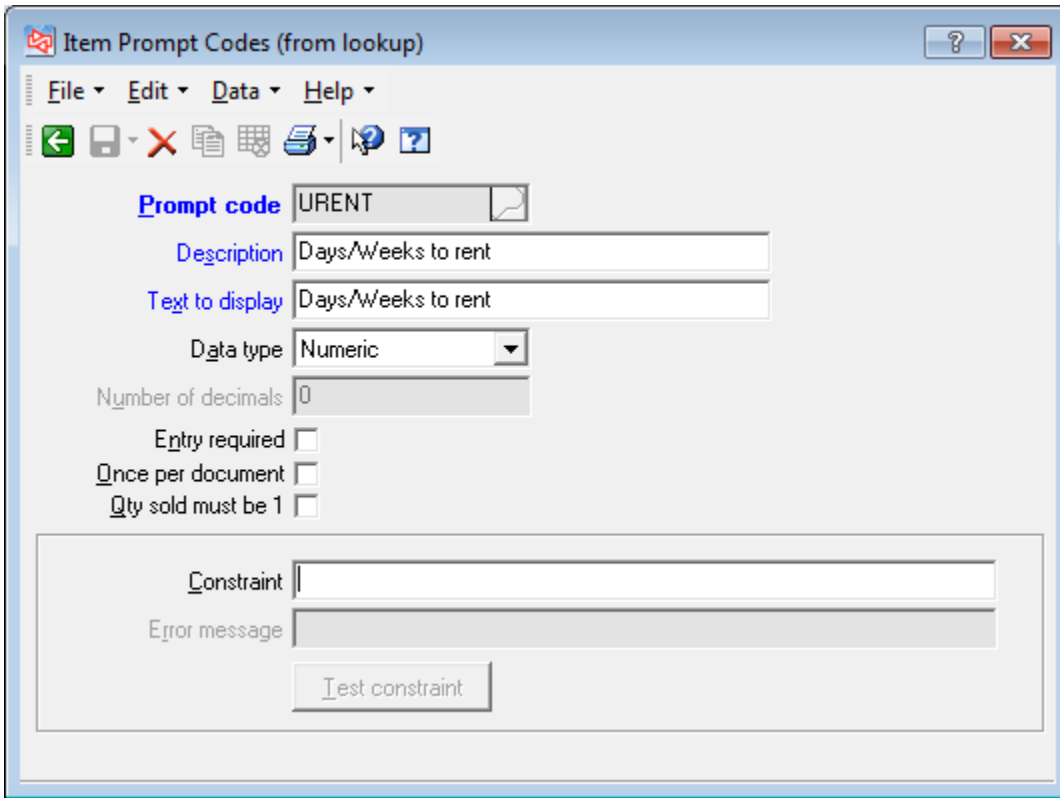 Item Prompt Codes (from lookup)
File Edit Data Help
Prompt code URENT
Description Days/Weeks to rent
Text to display Days/Weeks to rent
Data type Numeric
Number of decimals 0
Entry required
Once per document
Qty sold must be 1
Constraint
Error message
Test constraint